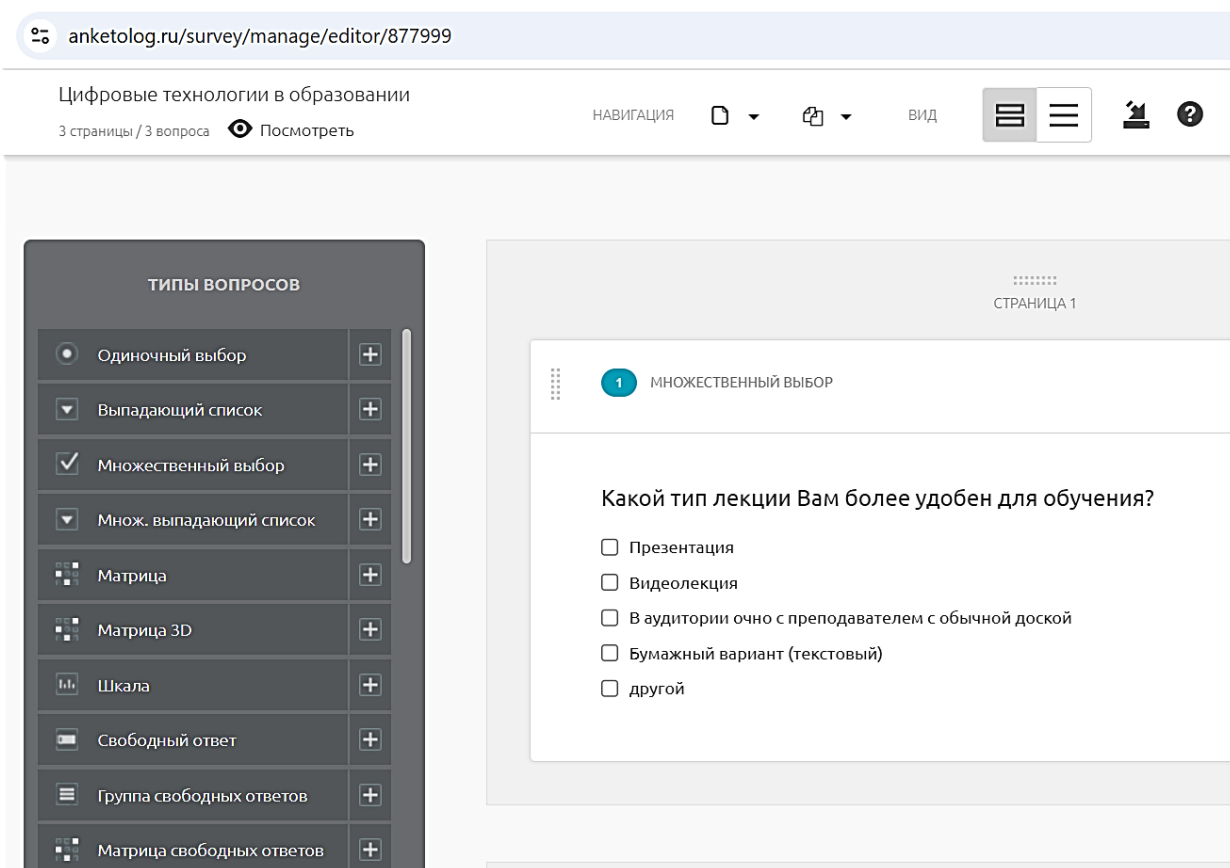 anketolog.ru/survey/manage/editor/877999
Цифровые технологии в образовании
3 страницы / 3 вопроса Посмотреть
НАВИГАЦИЯ
ВИД
ТИПЫ ВОПРОСОВ
Одиночный выбор
Выпадающий список
Множественный выбор
Множ. выпадающий список
Матрица
Матрица 3D
Шкала
Свободный ответ
Группа свободных ответов
Матрица свободных ответов
СТРАНИЦА 1
1 МНОЖЕСТВЕННЫЙ ВЫБОР
Какой тип лекции Вам более удобен для обучения?
Презентация
Видеолекция
В аудитории очно с преподавателем с обычной доской
Бумажный вариант (текстовый)
другой